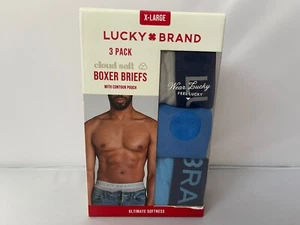 X-LARGE
LUCKY BRAND
3 PACK
cloud soft
BOXER BRIEFS
WITH CONTOUR POUCH
Wear Lucky
FEEL LUCKY
BRA
ULTIMATE SOFTNESS